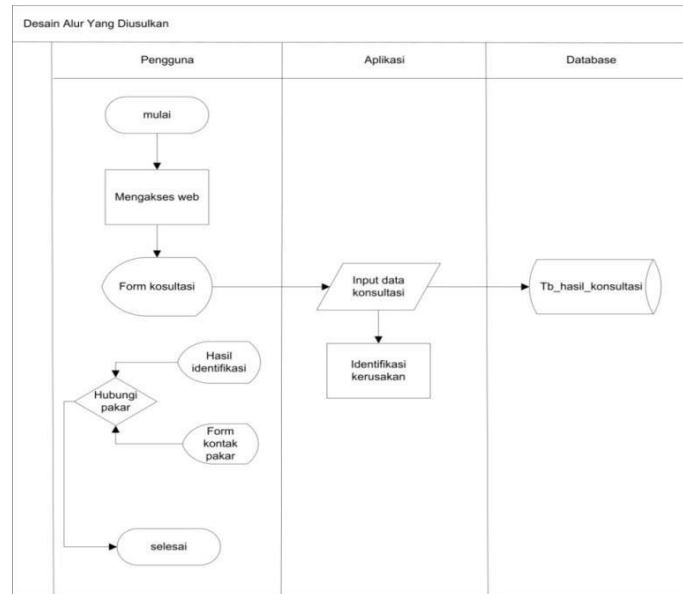 Desain Alur Yang Diusulkan
Pengguna
Aplikasi
Database
mulai
Mengakses web
Form kosultasi
Input data
konsultasi
Tb_hasil_konsultasi
Identifikasi
kerusakan
Hasil
identifikasi
Hubungi
pakar
Form
kontak
pakar
selesai